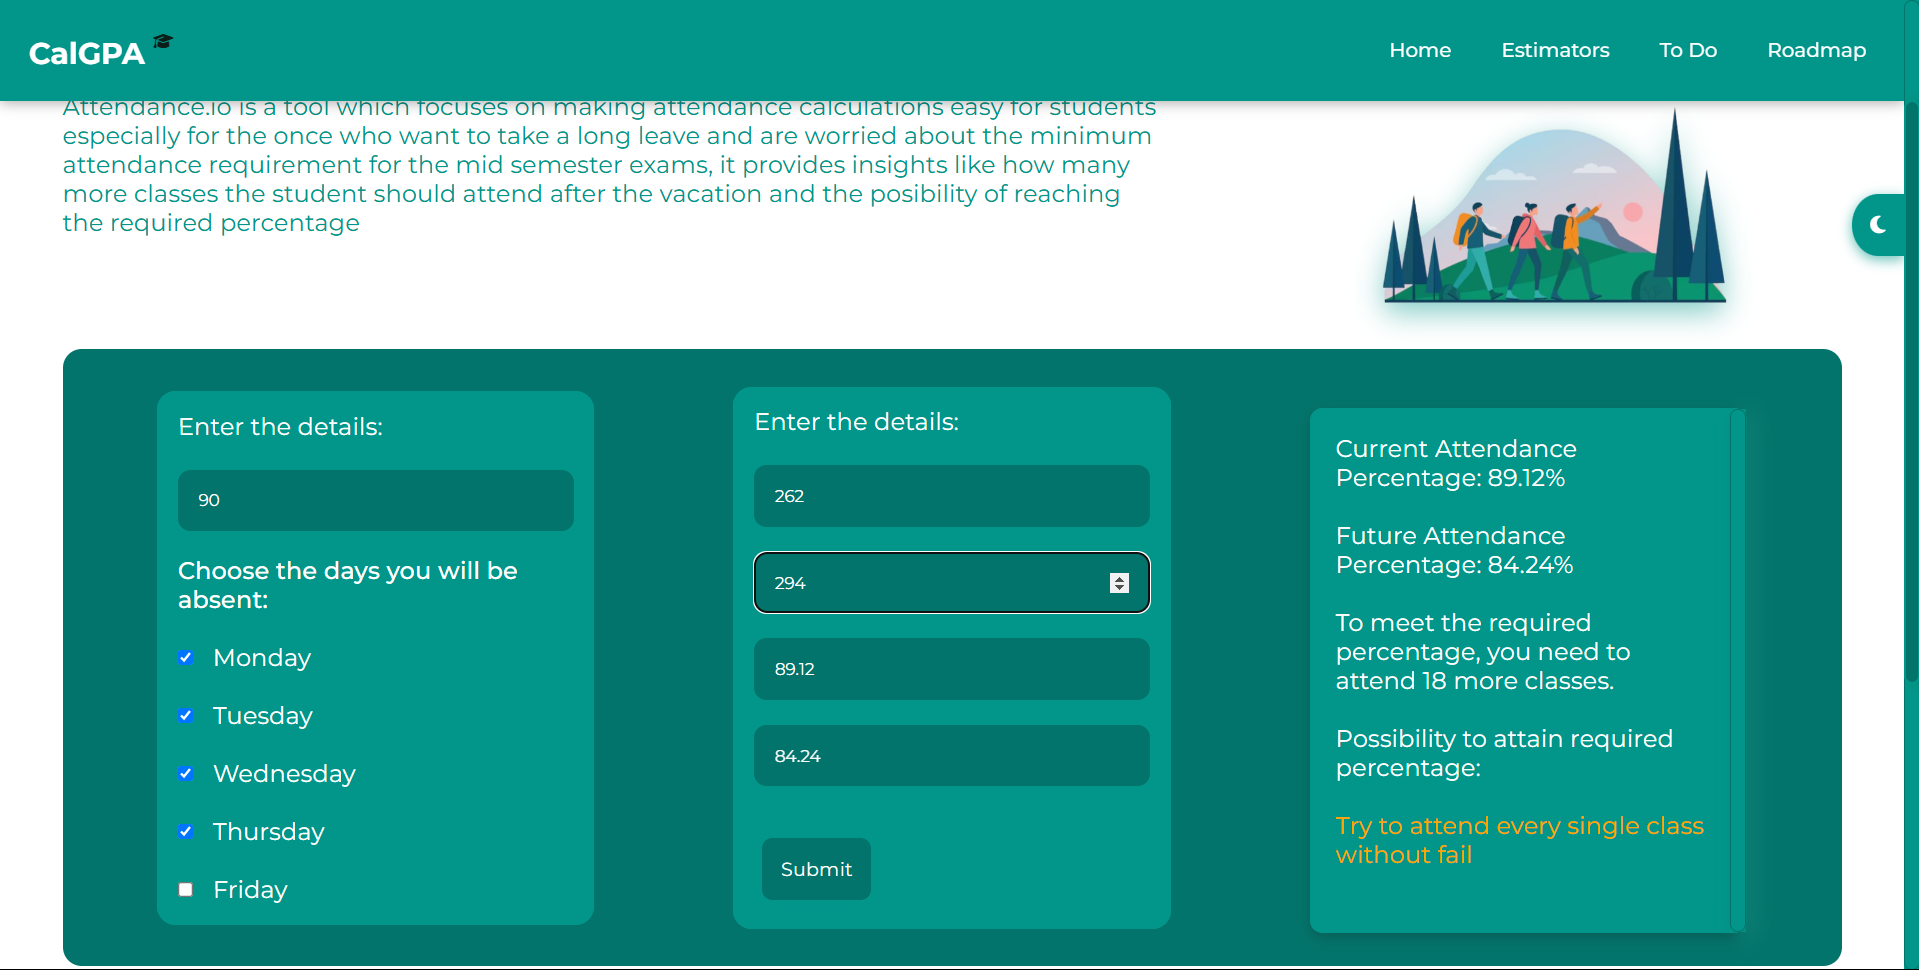 CalGPA
Home
Estimators
To Do
Roadmap
Attendance.io is a tool which focuses on making attendance calculations easy for students
especially for the once who want to take a long leave and are worried about the minimum
attendance requirement for the mid semester exams, it provides insights like how many
more classes the student should attend after the vacation and the posibility of reaching
the required percentage
Enter the details:
90
Choose the days you will be
absent:
Monday
Tuesday
Wednesday
Thursday
Friday
Enter the details:
262
294
89.12
84.24
Submit
Current Attendance
Percentage: 89.12%
Future Attendance
Percentage: 84.24%
To meet the required
percentage, you need to
attend 18 more classes.
Possibility to attain required
percentage:
Try to attend every single class
without fail